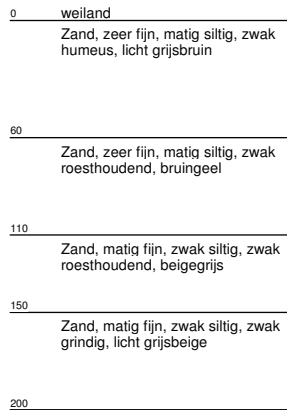 0 weiland
Zand, zeer fijn, matig siltig, zwak
humeus, licht grijsbruin
60
Zand, zeer fijn, matig siltig, zwak
roesthoudend, bruingeel
110
Zand, matig fijn, zwak siltig, zwak
roesthoudend, beigegrijs
150
Zand, matig fijn, zwak siltig, zwak
grindig, licht grijsbeige
200